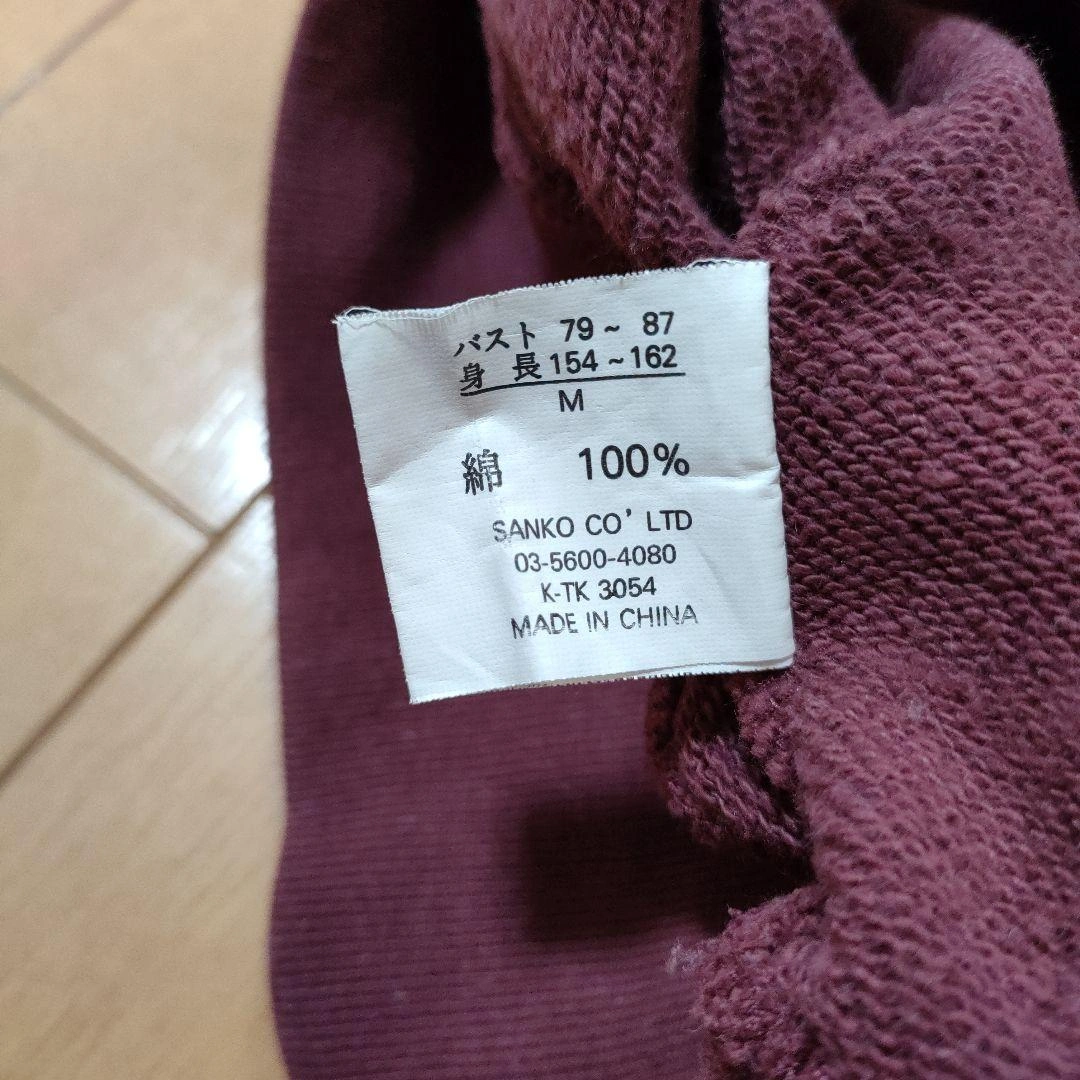 バスト 79～ 87
身 長 154～162
M
綿 100%
SANKO CO' LTD
03-5600-4080
K-TK 3054
MADE IN CHINA